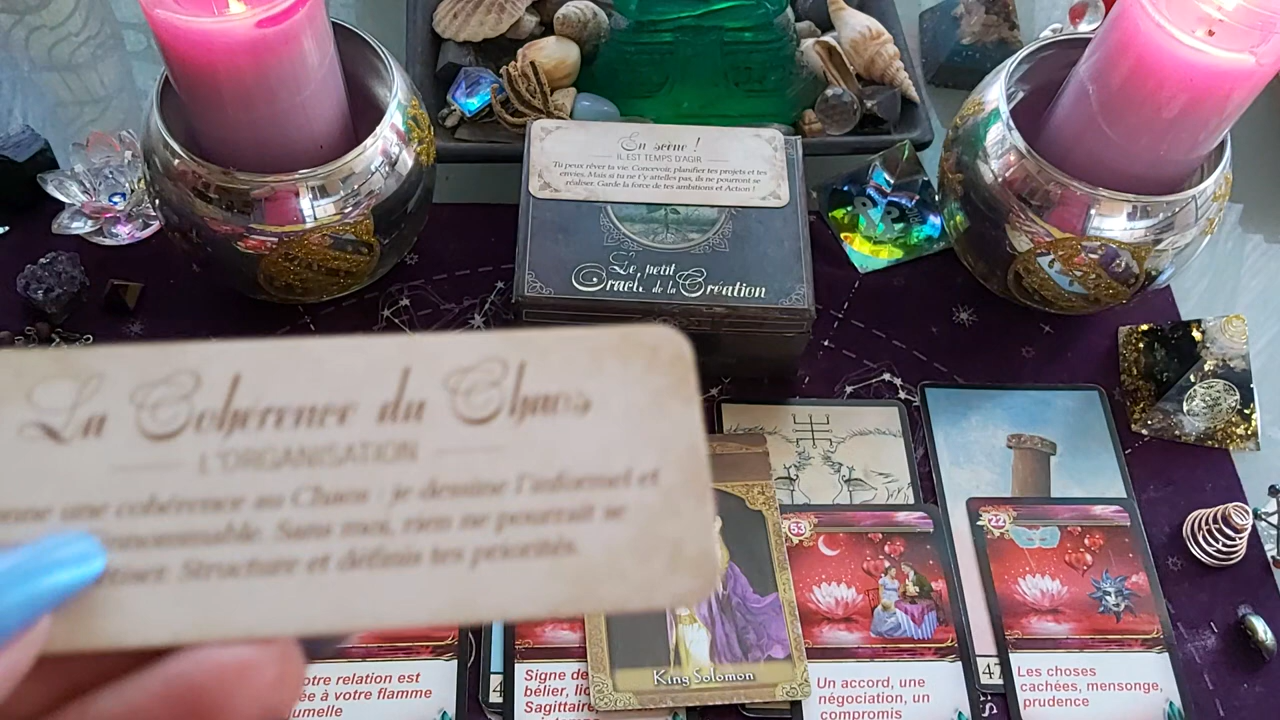 En scène !
IL EST TEMPS D'AGIR
Tu peux rêver ta vie. Concevoir, planifier tes projets et tes
envies. Mais si tu ne t'y attelles pas, ils ne pourront se
réaliser. Garde la force de tes ambitions et Action !
Le petit
Oracle de la Création
La Cohérence du Chaos
L'ORGANISATION
cohérence au Chaos : je dessine l'informel et
Sans moi, rien ne pourrait se
Structure et définis tes priorités.
53
22
47
King Solomon
otre relation est
ée à votre flamme
umelle
4
Signe de
bélier, lio
Sagittaire
Un accord, une
négociation, un
compromis
Les choses
cachées, mensonge,
prudence